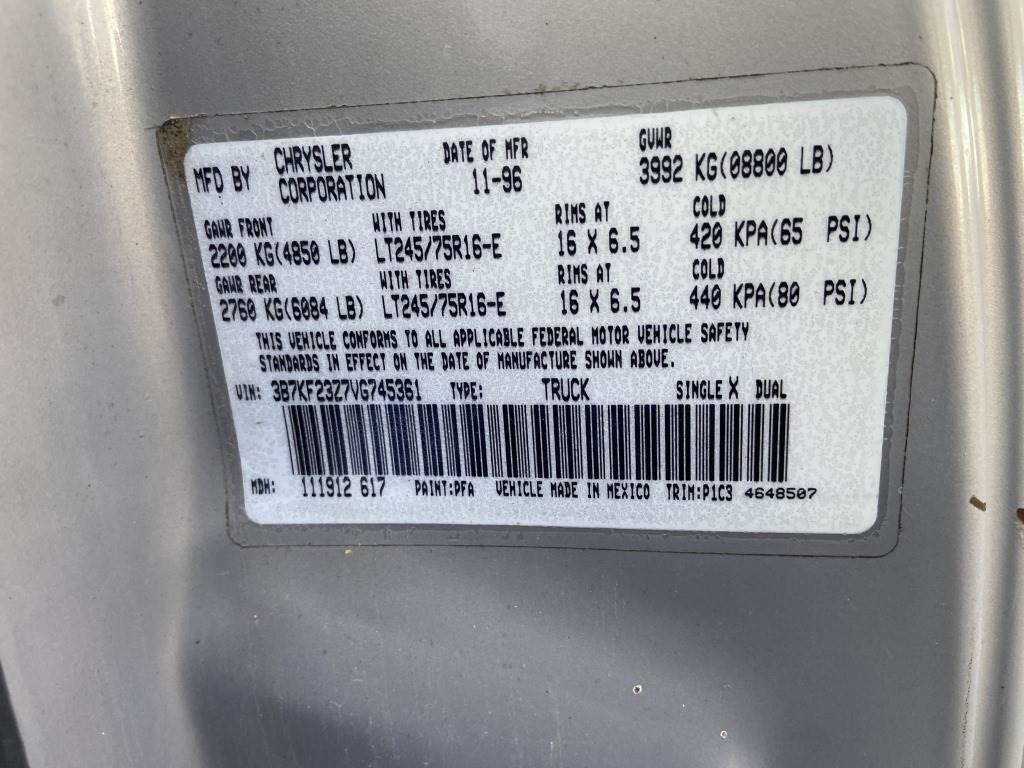 MFD BY CHRYSLER CORPORATION DATE OF MFR 11-96 GVWR 3992 KG(08800 LB)
GAWR FRONT WITH TIRES RIMS AT COLD
2200 KG(4850 LB) LT245/75R16-E 16 X 6.5 420 KPA(65 PSI)
GAWR REAR WITH TIRES RIMS AT COLD
2760 KG(6084 LB) LT245/75R16-E 16 X 6.5 440 KPA(80 PSI)
THIS VEHICLE CONFORMS TO ALL APPLICABLE FEDERAL MOTOR VEHICLE SAFETY
STANDARDS IN EFFECT ON THE DATE OF MANUFACTURE SHOWN ABOVE.
VIN: 3B7KF23Z7VG745361 TYPE: TRUCK SINGLE X DUAL
MDH: 111912 617 PAINT:PFA VEHICLE MADE IN MEXICO TRIM:P1C3 4648507